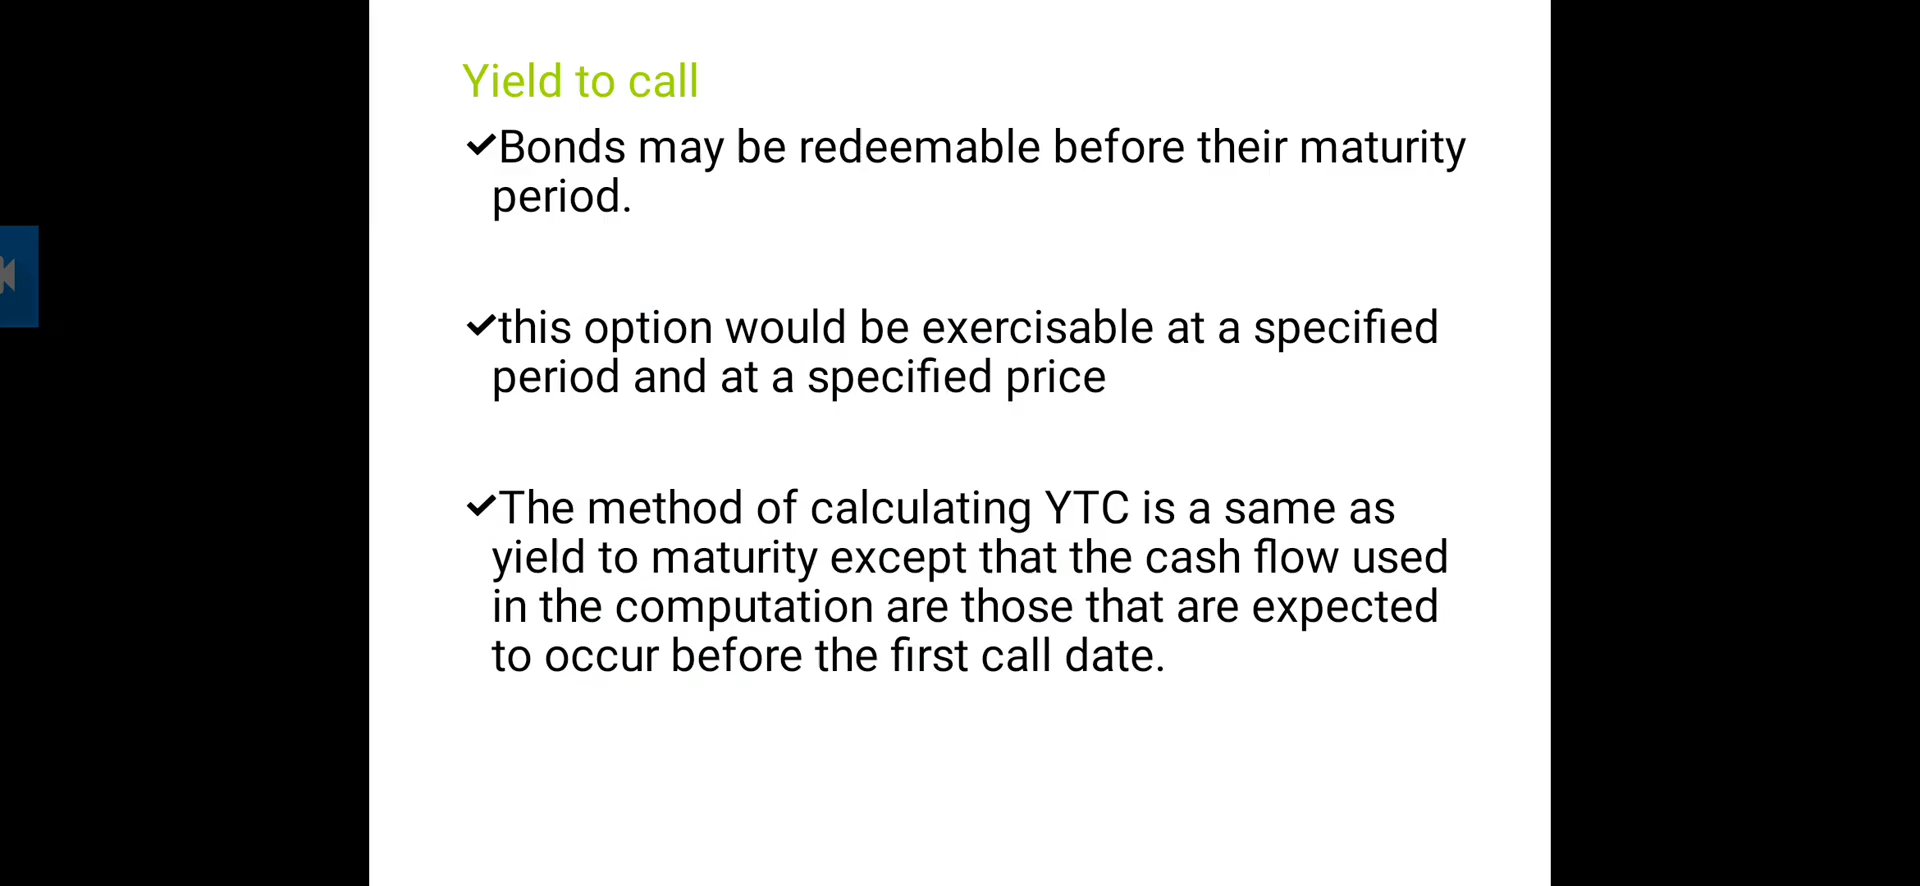 Yield to call
✓Bonds may be redeemable before their maturity
period.
✓this option would be exercisable at a specified
period and at a specified price
✓The method of calculating YTC is a same as
yield to maturity except that the cash flow used
in the computation are those that are expected
to occur before the first call date.